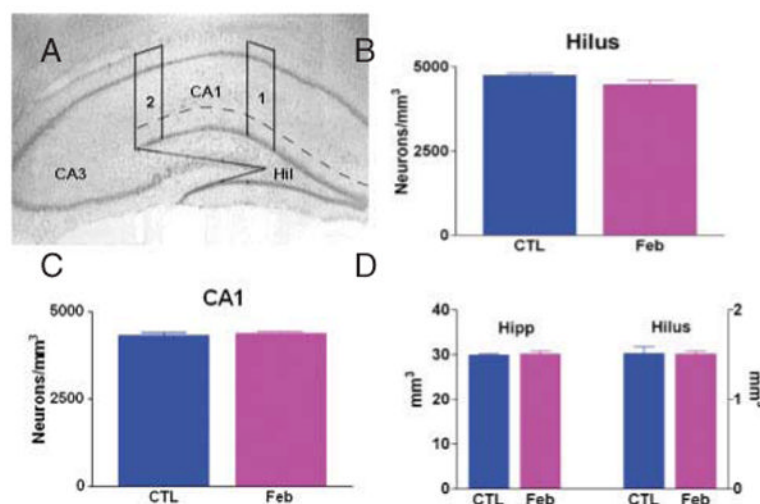 A
2
CA1
1
CA3
Hil
B
Hilus
Neurons/mm³
5000
2500
0
CTL
Feb
C
CA1
Neurons/mm³
5000
2500
0
CTL
Feb
D
Hipp
Hilus
mm³
40
30
20
10
0
2
1
0
mm³
CTL
Feb
CTL
Feb